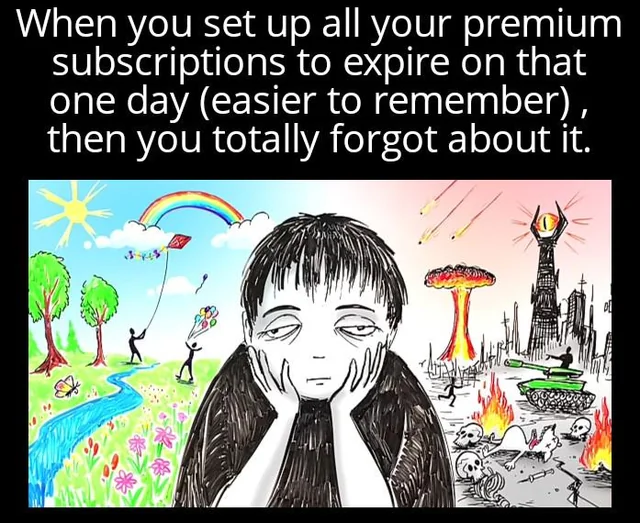 When you set up all your premium
subscriptions to expire on that
one day (easier to remember) ,
then you totally forgot about it.